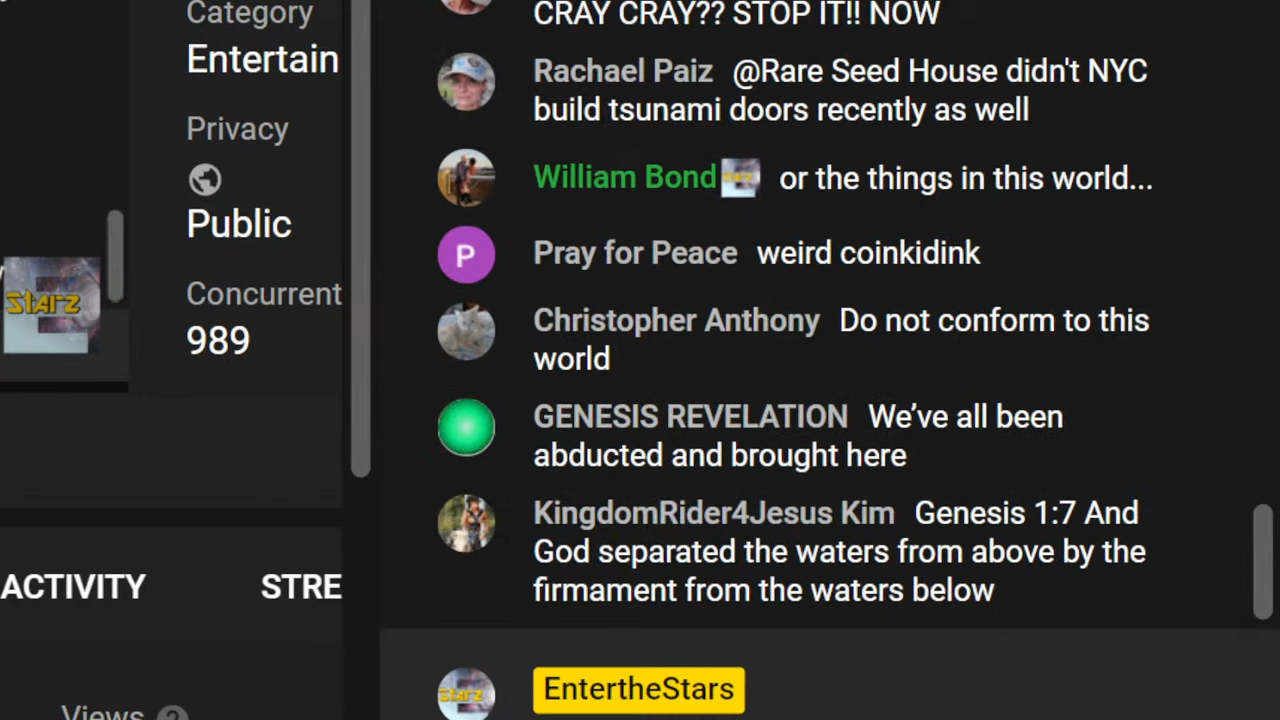 Category
Entertain
Privacy
Public
Concurrent
989
Starz
ACTIVITY STRE
Views ?
CRAY CRAY?? STOP IT!! NOW
Rachael Paiz @Rare Seed House didn't NYC
build tsunami doors recently as well
William Bond or the things in this world...
P Pray for Peace weird coinkidink
Christopher Anthony Do not conform to this
world
GENESIS REVELATION We’ve all been
abducted and brought here
KingdomRider4Jesus Kim Genesis 1:7 And
God separated the waters from above by the
firmament from the waters below
Starz EntertheStars